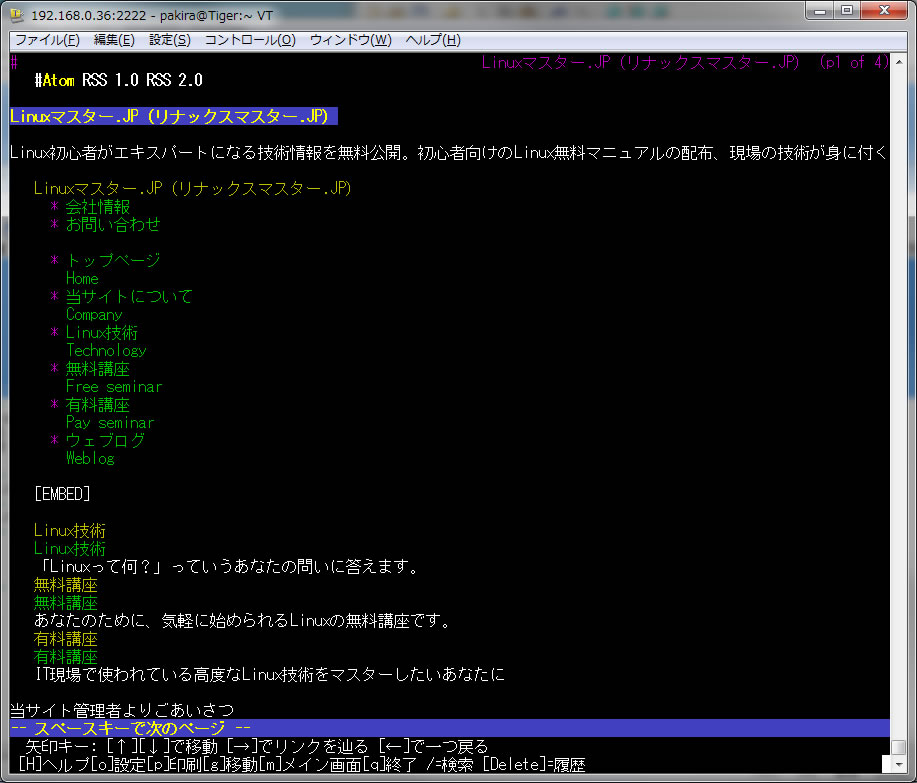 192.168.0.36:2222 - pakira@Tiger:~ VT
ファイル(F) 編集(E) 設定(S) コントロール(O) ウィンドウ(W) ヘルプ(H)
# Linuxマスター.JP (リナックスマスター.JP) (p1 of 4)
#Atom RSS 1.0 RSS 2.0
Linuxマスター.JP (リナックスマスター.JP)
Linux初心者がエキスパートになる技術情報を無料公開。初心者向けのLinux無料マニュアルの配布、現場の技術が身に付く
Linuxマスター.JP (リナックスマスター.JP)
* 会社情報
* お問い合わせ
* トップページ
Home
* 当サイトについて
Company
* Linux技術
Technology
* 無料講座
Free seminar
* 有料講座
Pay seminar
* ウェブログ
Weblog
[EMBED]
Linux技術
Linux技術
「Linuxって何？」っていうあなたの問いに答えます。
無料講座
無料講座
あなたのために、気軽に始められるLinuxの無料講座です。
有料講座
有料講座
IT現場で使われている高度なLinux技術をマスターしたいあなたに
当サイト管理者よりごあいさつ
-- スペースキーで次のページ --
矢印キー: [↑][↓]で移動 [→]でリンクを辿る [←]で一つ戻る
[H]ヘルプ[o]設定[p]印刷[g]移動[m]メイン画面[q]終了 /=検索 [Delete]=履歴